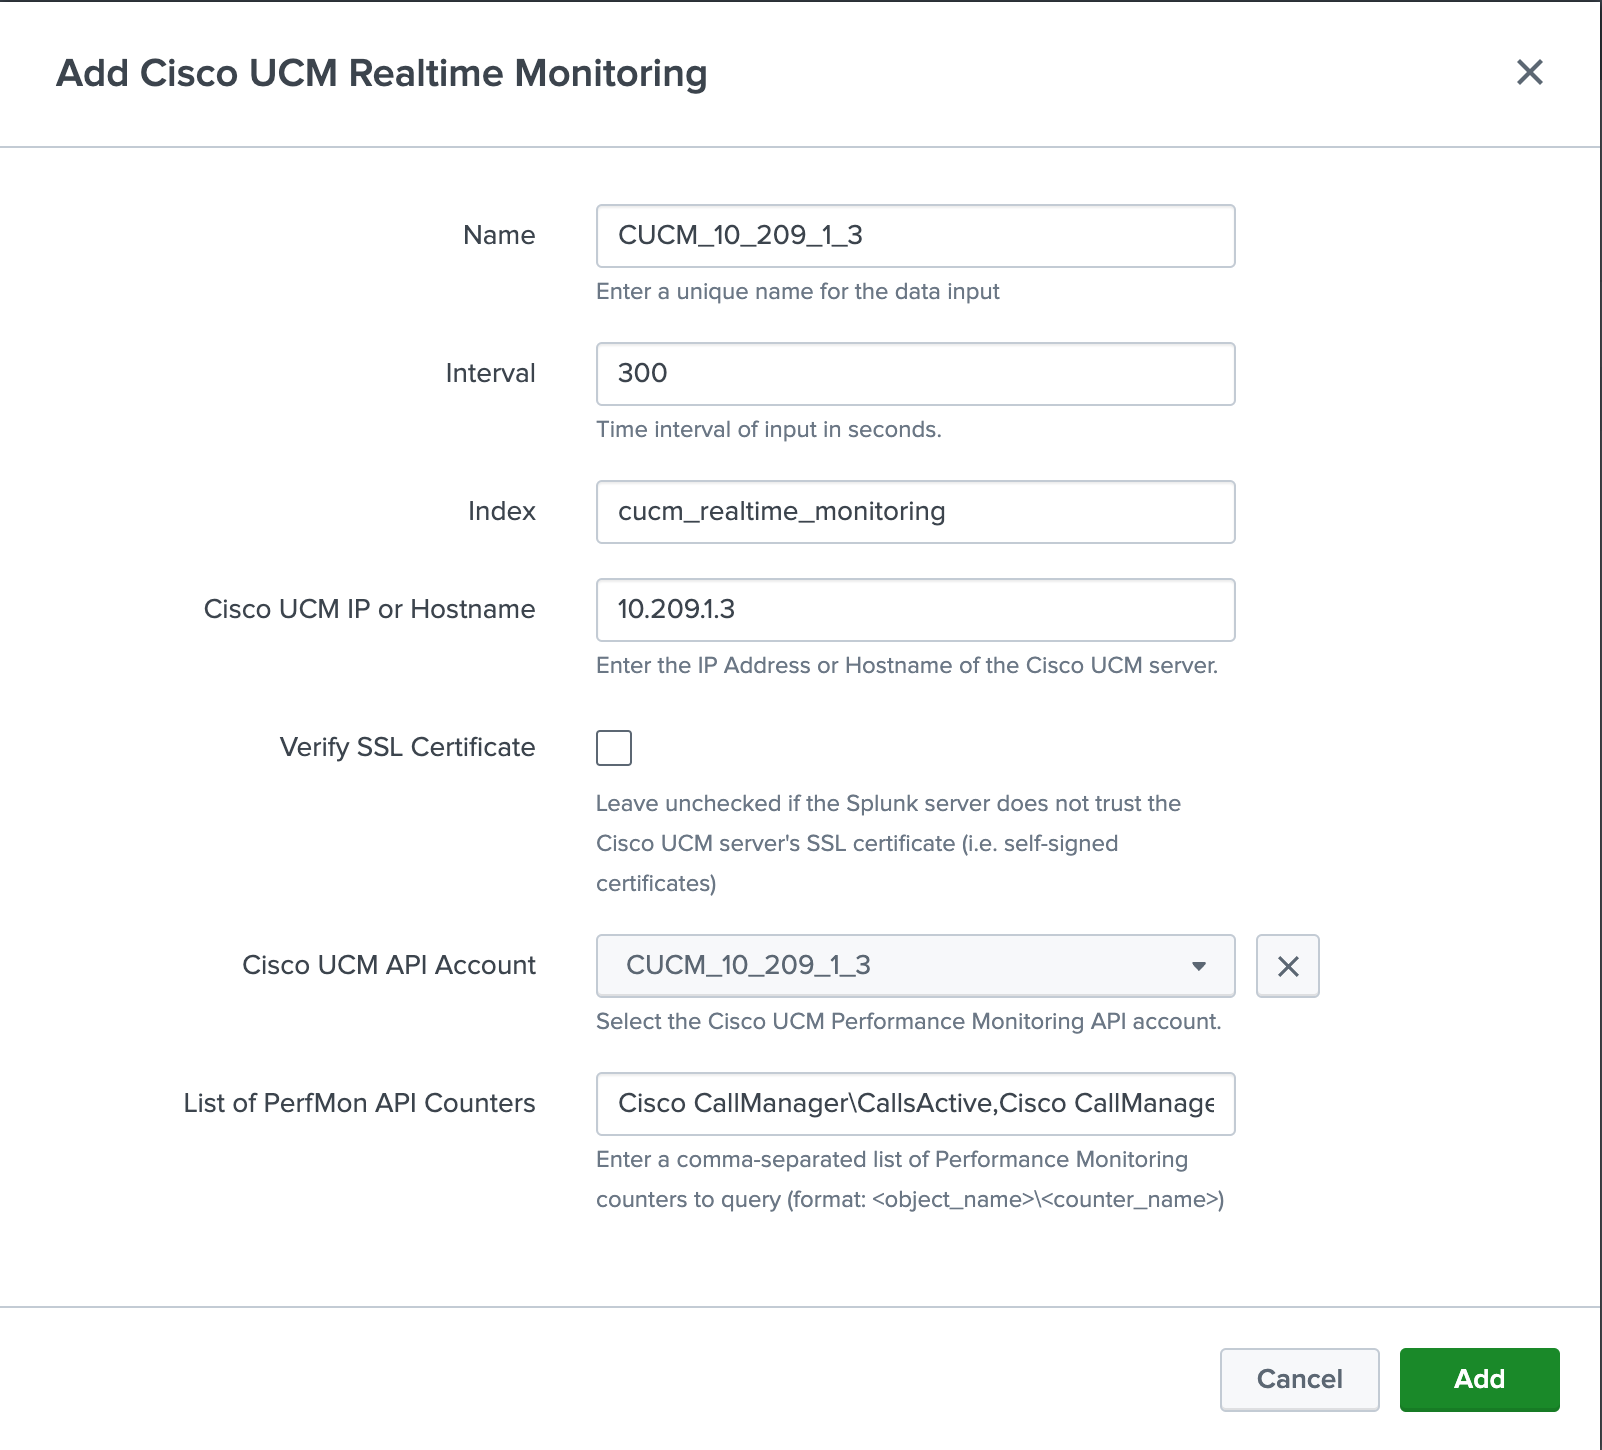 Add Cisco UCM Realtime Monitoring
Name
CUCM_10_209_1_3
Enter a unique name for the data input
Interval
300
Time interval of input in seconds.
Index
cucm_realtime_monitoring
Cisco UCM IP or Hostname
10.209.1.3
Enter the IP Address or Hostname of the Cisco UCM server.
Verify SSL Certificate
Leave unchecked if the Splunk server does not trust the
Cisco UCM server's SSL certificate (i.e. self-signed
certificates)
Cisco UCM API Account
CUCM_10_209_1_3
Select the Cisco UCM Performance Monitoring API account.
List of PerfMon API Counters
Cisco CallManager\CallsActive,Cisco CallManage
Enter a comma-separated list of Performance Monitoring
counters to query (format: <object_name>\<counter_name>)
Cancel
Add